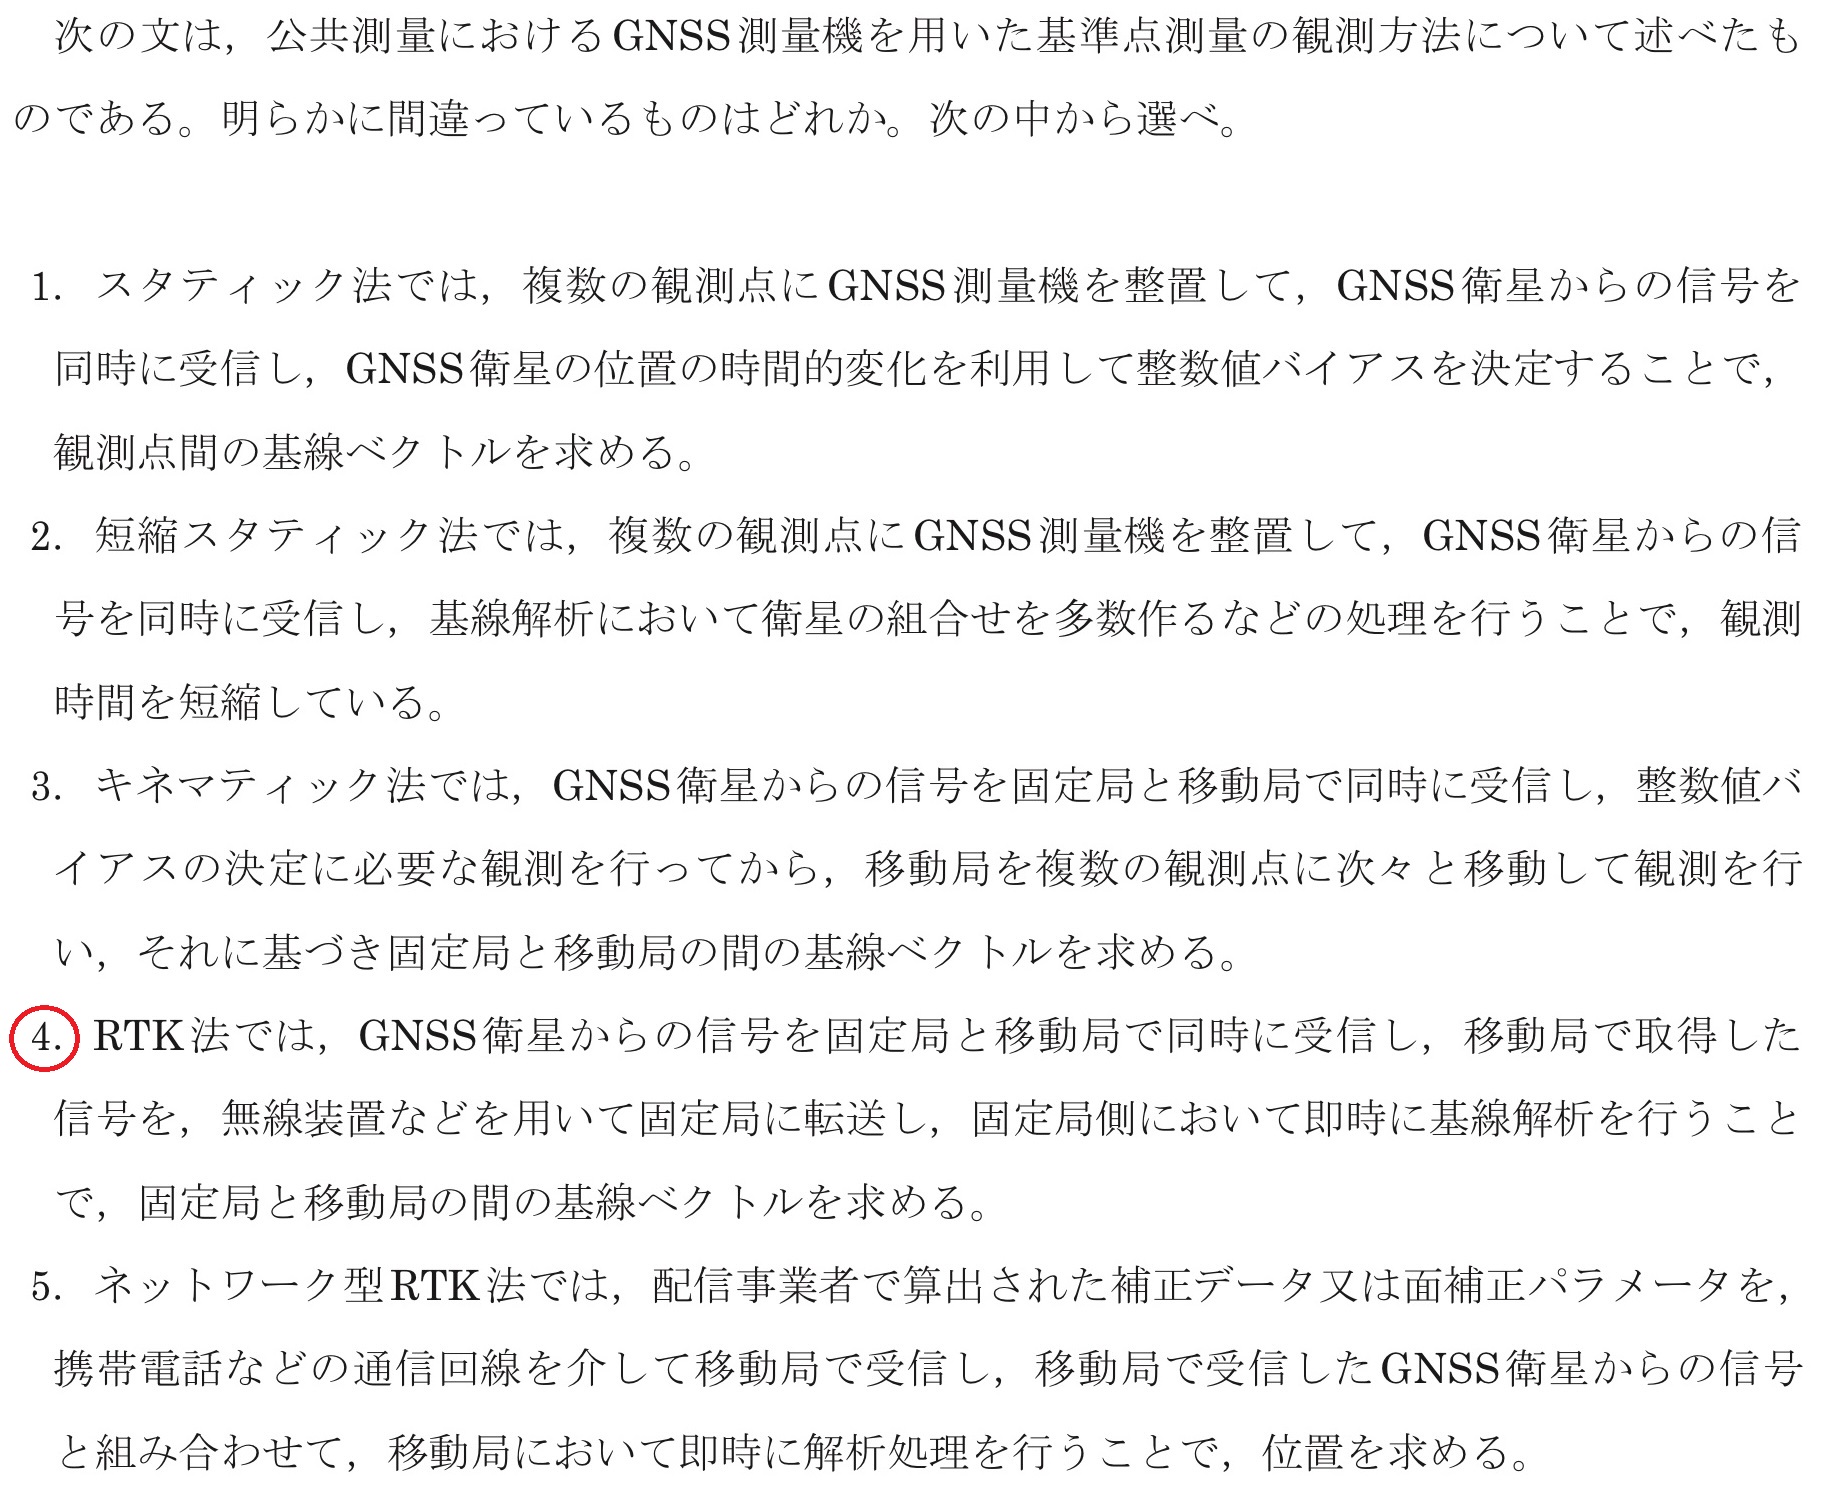 次の文は，公共測量におけるGNSS測量機を用いた基準点測量の観測方法について述べたも
のである。明らかに間違っているものはどれか。次の中から選べ。
1. スタティック法では，複数の観測点にGNSS測量機を整置して，GNSS衛星からの信号を
同時に受信し，GNSS衛星の位置の時間的変化を利用して整数値バイアスを決定することで，
観測点間の基線ベクトルを求める。
2. 短縮スタティック法では，複数の観測点にGNSS測量機を整置して，GNSS衛星からの信
号を同時に受信し，基線解析において衛星の組合せを多数作るなどの処理を行うことで，観測
時間を短縮している。
3. キネマティック法では，GNSS衛星からの信号を固定局と移動局で同時に受信し，整数値バ
イアスの決定に必要な観測を行ってから，移動局を複数の観測点に次々と移動して観測を行
い，それに基づき固定局と移動局の間の基線ベクトルを求める。
4. RTK法では，GNSS衛星からの信号を固定局と移動局で同時に受信し，移動局で取得した
信号を，無線装置などを用いて固定局に転送し，固定局側において即時に基線解析を行うこと
で，固定局と移動局の間の基線ベクトルを求める。
5. ネットワーク型RTK法では，配信事業者で算出された補正データ又は面補正パラメータを，
携帯電話などの通信回線を介して移動局で受信し，移動局で受信したGNSS衛星からの信号
と組み合わせて，移動局において即時に解析処理を行うことで，位置を求める。